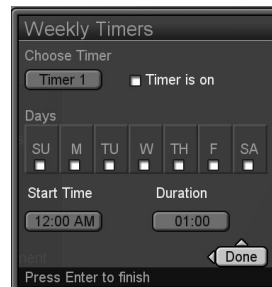 Weekly Timers
Choose Timer
Timer 1 Timer is on
Days
SU M TU W TH F SA
Start Time Duration
12:00 AM 01:00
Done
Press Enter to finish